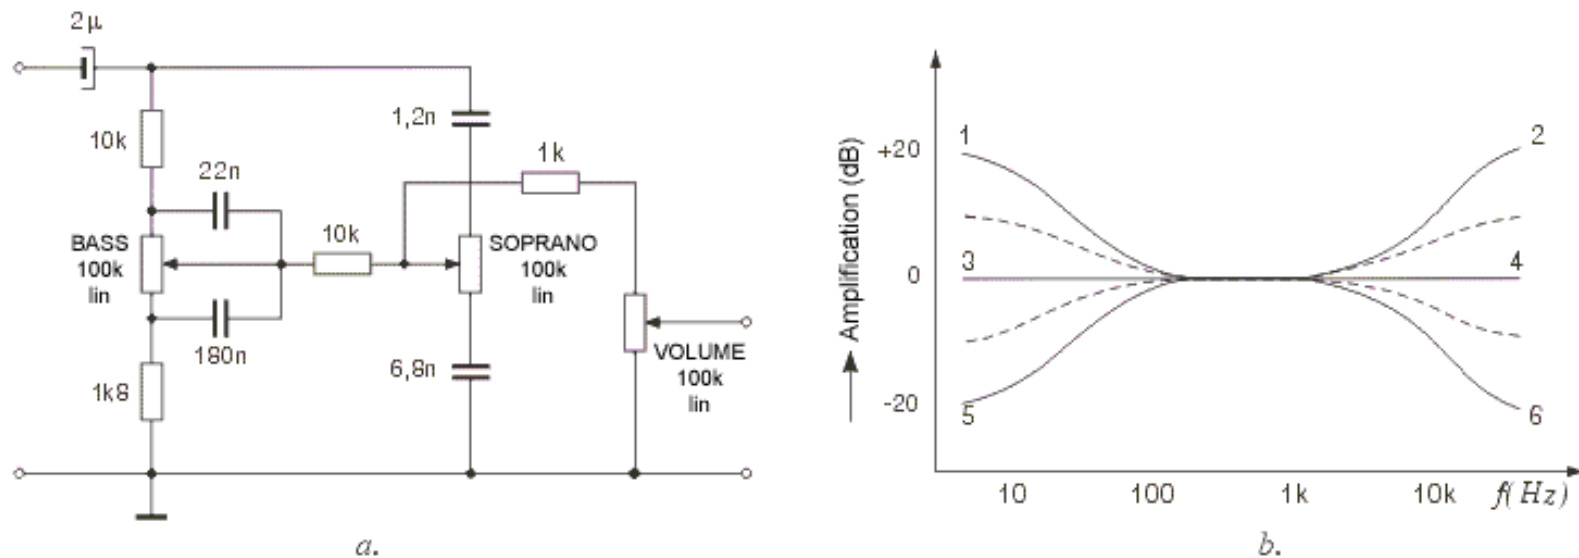 2µ
10k
22n
BASS
100k
lin
180n
1k8
10k
1,2n
1k
SOPRANO
100k
lin
6,8n
VOLUME
100k
lin
a.
Amplification (dB)
+20
0
-20
1
2
3
4
5
6
10 100 1k 10k f(Hz)
b.